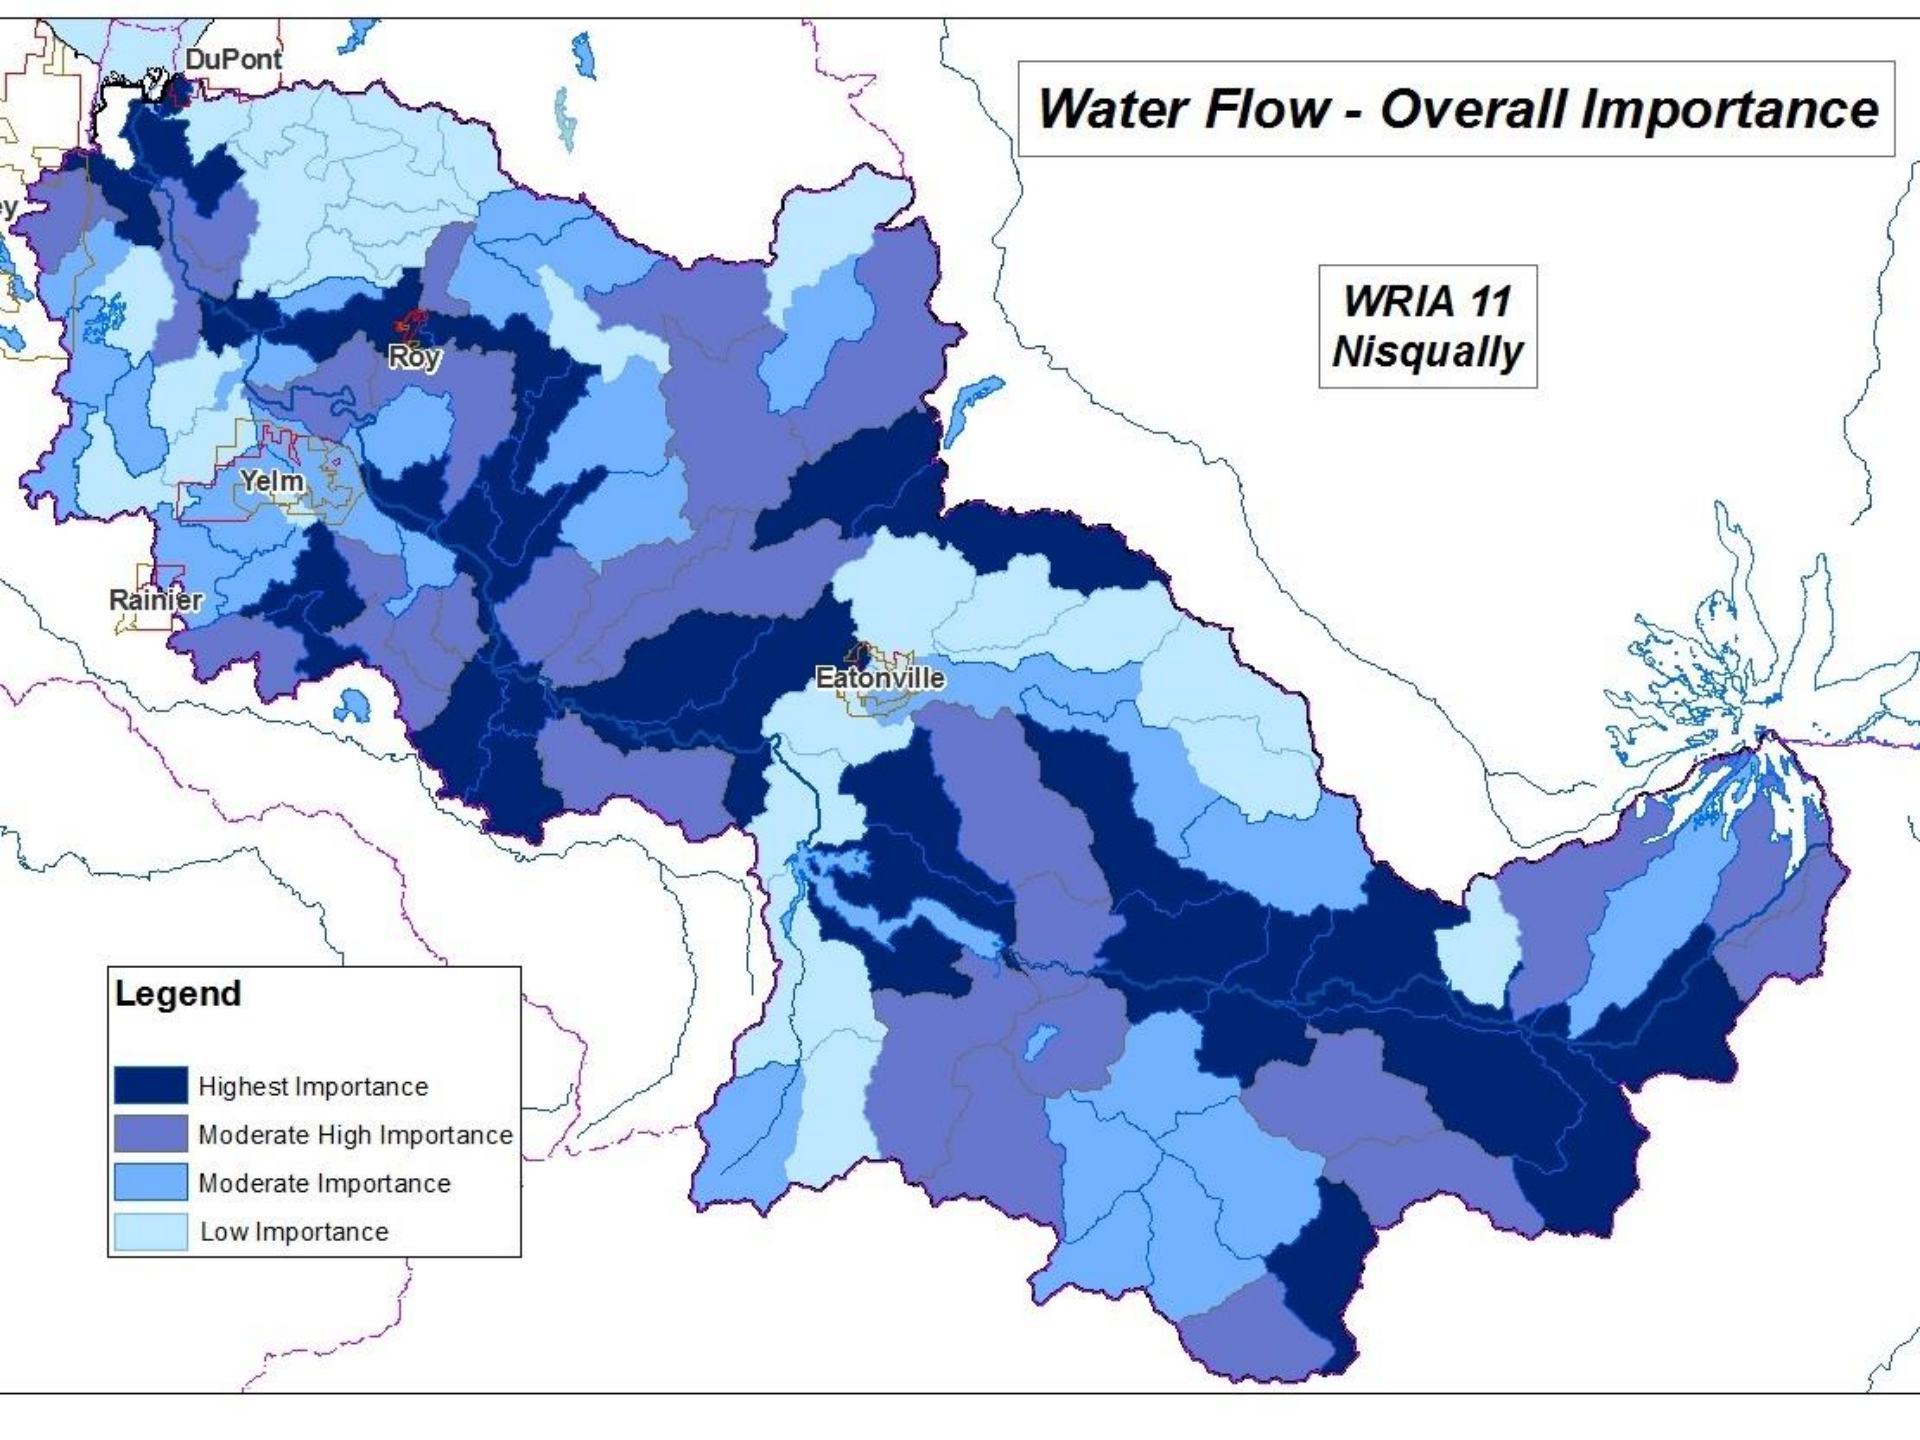 DuPont
Water Flow - Overall Importance
ey
WRIA 11
Nisqually
Roy
Yelm
Rainier
Eatonville
Legend
Highest Importance
Moderate High Importance
Moderate Importance
Low Importance